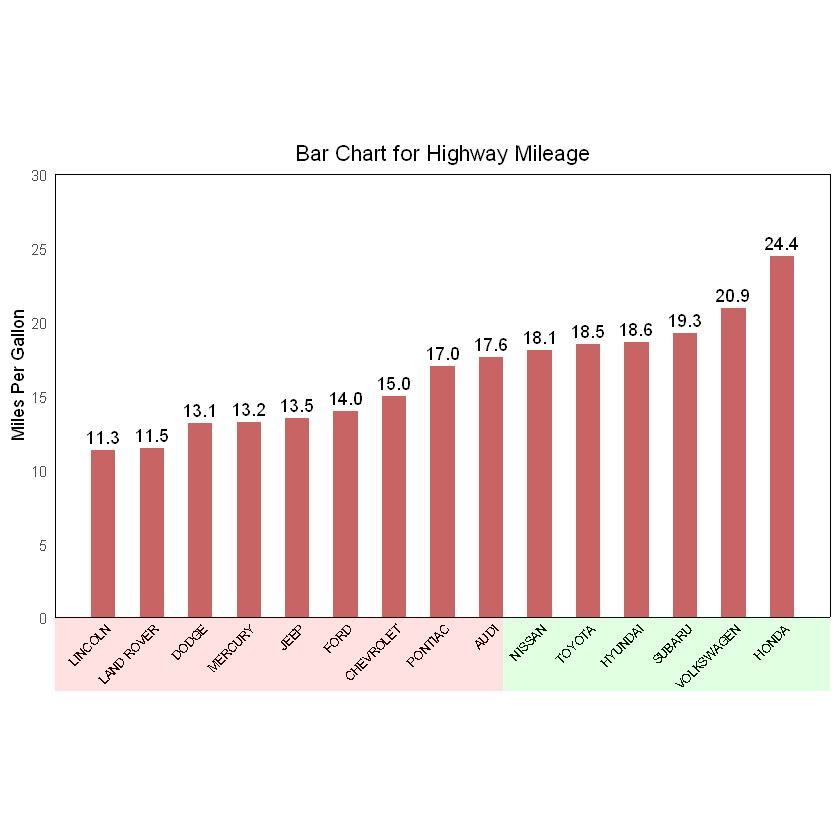 Bar Chart for Highway Mileage
Miles Per Gallon
30
25
20
15
10
5
0
11.3
11.5
13.1
13.2
13.5
14.0
15.0
17.0
17.6
18.1
18.5
18.6
19.3
20.9
24.4
LINCOLN
LAND ROVER
DODGE
MERCURY
JEEP
FORD
CHEVROLET
PONTIAC
AUDI
NISSAN
TOYOTA
HYUNDAI
SUBARU
VOLKSWAGEN
HONDA